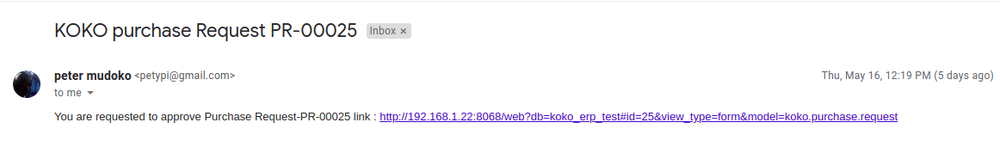 KOKO purchase Request PR-00025 Inbox ×
peter mudoko <petypi@gmail.com> Thu, May 16, 12:19 PM (5 days ago)
to me
You are requested to approve Purchase Request-PR-00025 link : http://192.168.1.22:8068/web?db=koko_erp_test#id=25&view_type=form&model=koko.purchase.request